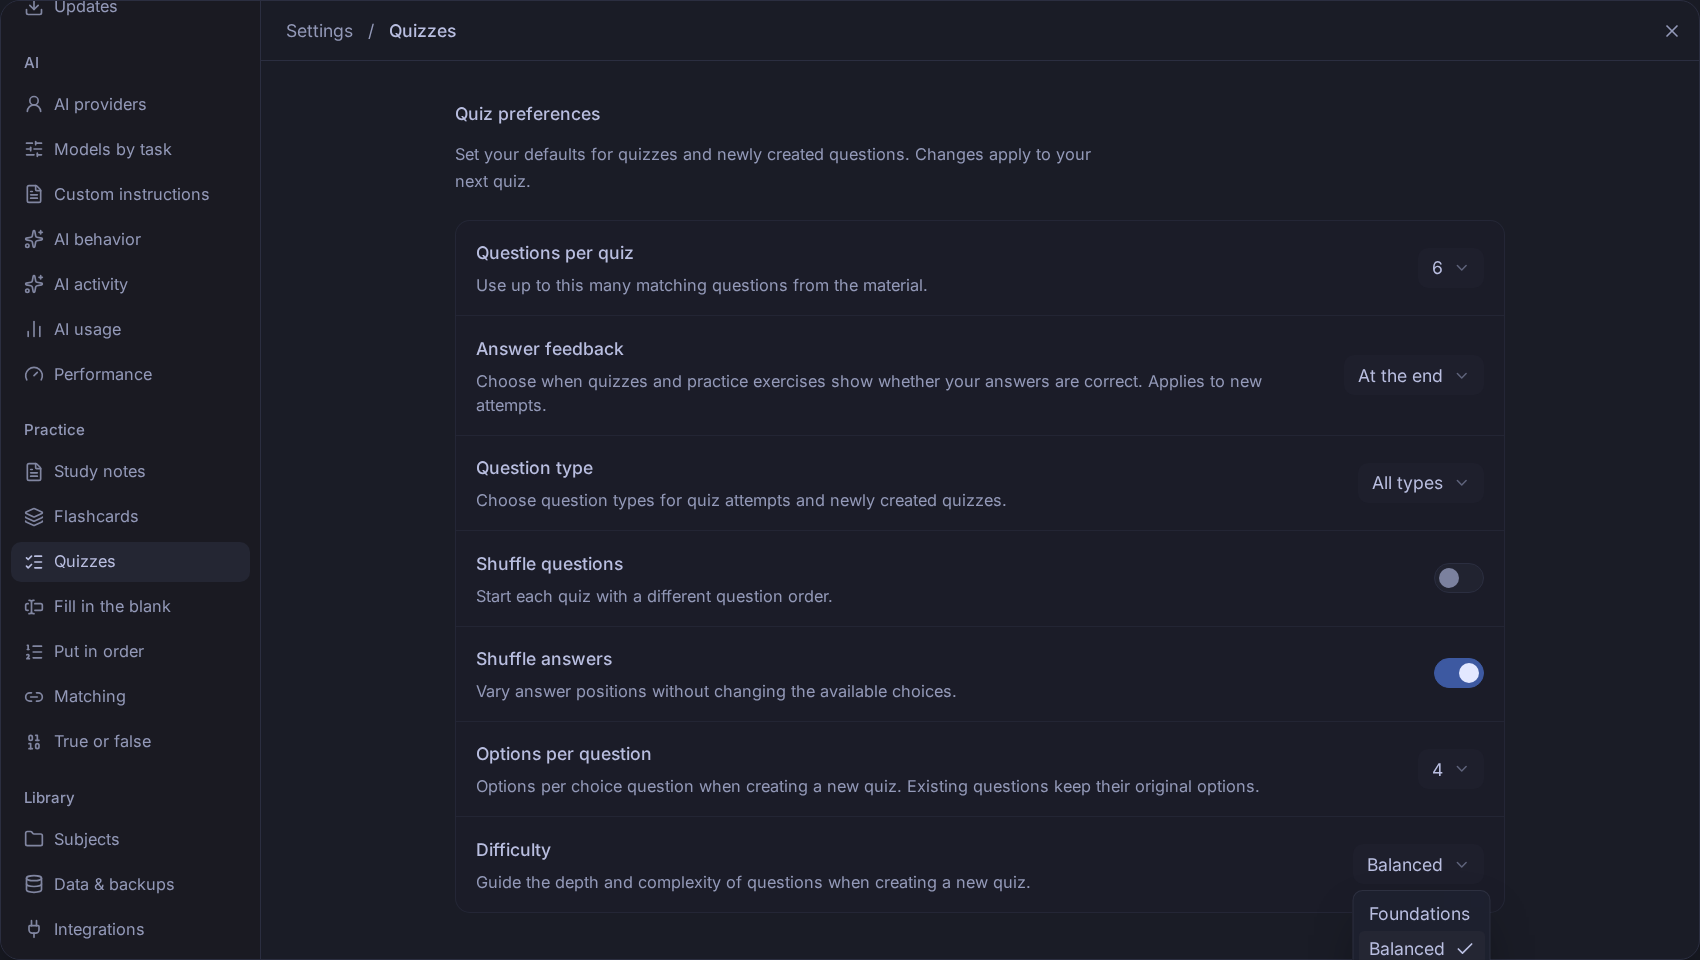 Updates
AI
AI providers
Models by task
Custom instructions
AI behavior
AI activity
AI usage
Performance
Practice
Study notes
Flashcards
Quizzes
Fill in the blank
Put in order
Matching
True or false
Library
Subjects
Data & backups
Integrations
Settings / Quizzes
Quiz preferences
Set your defaults for quizzes and newly created questions. Changes apply to your
next quiz.
Questions per quiz
Use up to this many matching questions from the material.
6
Answer feedback
Choose when quizzes and practice exercises show whether your answers are correct. Applies to new
attempts.
At the end
Question type
Choose question types for quiz attempts and newly created quizzes.
All types
Shuffle questions
Start each quiz with a different question order.
Shuffle answers
Vary answer positions without changing the available choices.
Options per question
Options per choice question when creating a new quiz. Existing questions keep their original options.
4
Difficulty
Guide the depth and complexity of questions when creating a new quiz.
Balanced
Foundations
Balanced